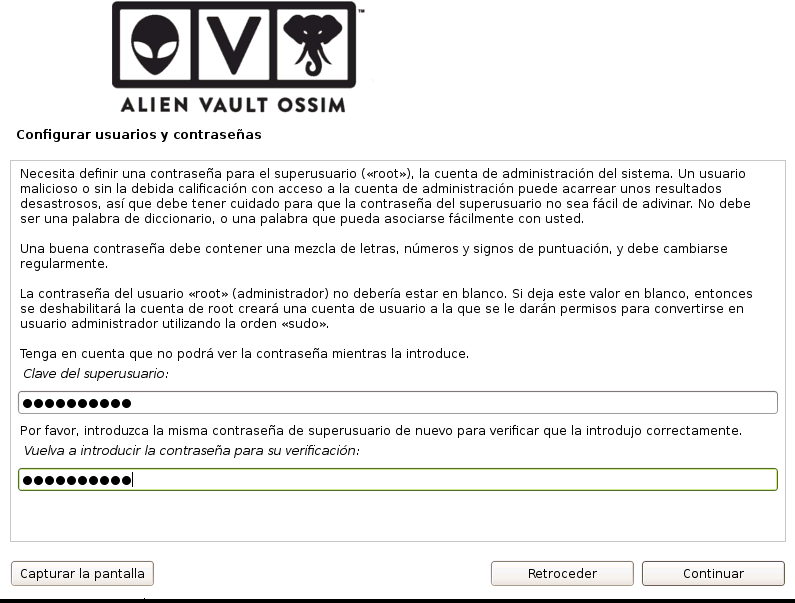 OV
™
ALIEN VAULT OSSIM
Configurar usuarios y contraseñas
Necesita definir una contraseña para el superusuario («root»), la cuenta de administración del sistema. Un usuario
malicioso o sin la debida calificación con acceso a la cuenta de administración puede acarrear unos resultados
desastrosos, así que debe tener cuidado para que la contraseña del superusuario no sea fácil de adivinar. No debe
ser una palabra de diccionario, o una palabra que pueda asociarse fácilmente con usted.
Una buena contraseña debe contener una mezcla de letras, números y signos de puntuación, y debe cambiarse
regularmente.
La contraseña del usuario «root» (administrador) no debería estar en blanco. Si deja este valor en blanco, entonces
se deshabilitará la cuenta de root creará una cuenta de usuario a la que se le darán permisos para convertirse en
usuario administrador utilizando la orden «sudo».
Tenga en cuenta que no podrá ver la contraseña mientras la introduce.
Clave del superusuario:
●●●●●●●●●●
Por favor, introduzca la misma contraseña de superusuario de nuevo para verificar que la introdujo correctamente.
Vuelva a introducir la contraseña para su verificación:
●●●●●●●●●●
Capturar la pantalla
Retroceder
Continuar